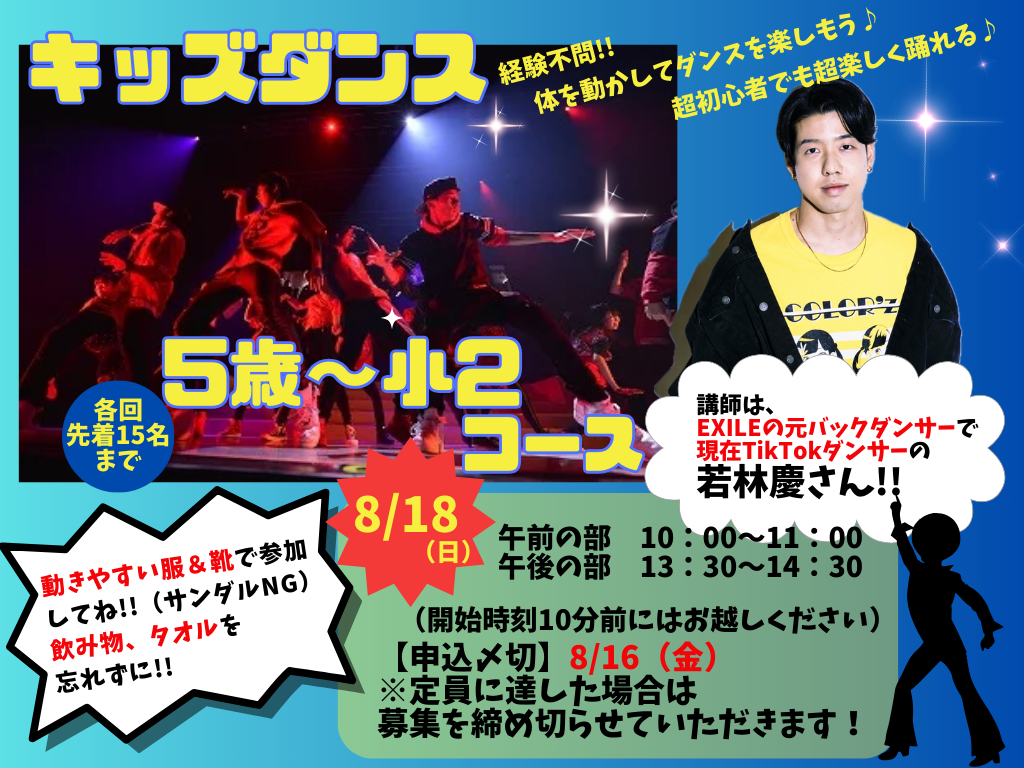 キッズダンス
経験不問!!
体を動かしてダンスを楽しもう♪
超初心者でも超楽しく踊れる♪
COLOR'z
5歳～小2
コース
各回
先着15名
まで
講師は、
EXILEの元バックダンサーで
現在TikTokダンサーの
若林慶さん!!
8/18
（日）
午前の部　10：00～11：00
午後の部　13：30～14：30
（開始時刻10分前にはお越しください）
【申込〆切】8/16（金）
※定員に達した場合は
募集を締め切らせていただきます！
動きやすい服＆靴で参加
してね!!（サンダルNG）
飲み物、タオルを
忘れずに!!